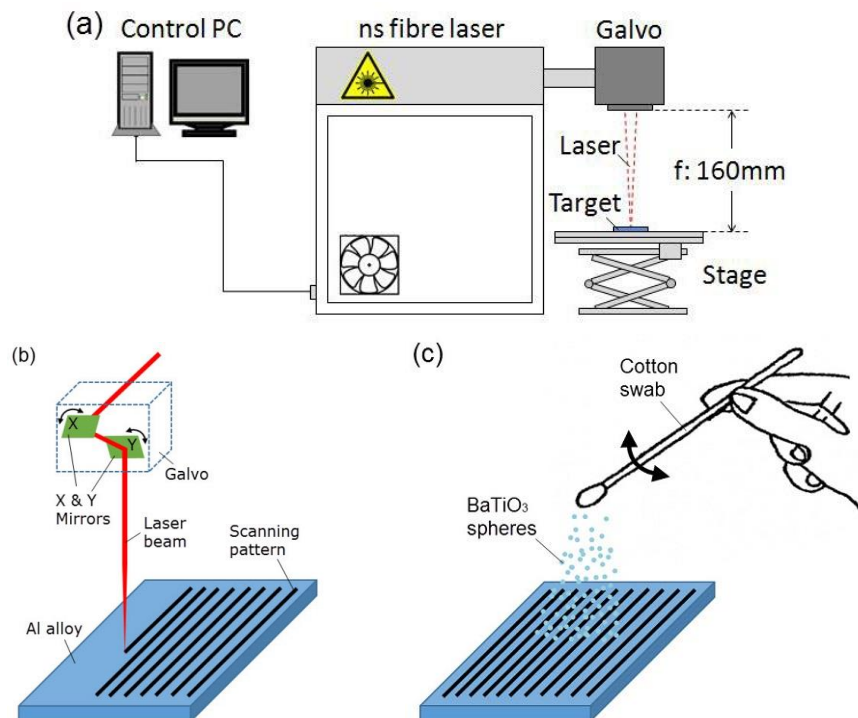 (a)
Control PC
ns fibre laser
Galvo
Laser
f: 160mm
Target
Stage
(b)
X
Y
Galvo
X & Y
Mirrors
Laser
beam
Scanning
pattern
Al alloy
(c)
Cotton
swab
BaTiO₃
spheres